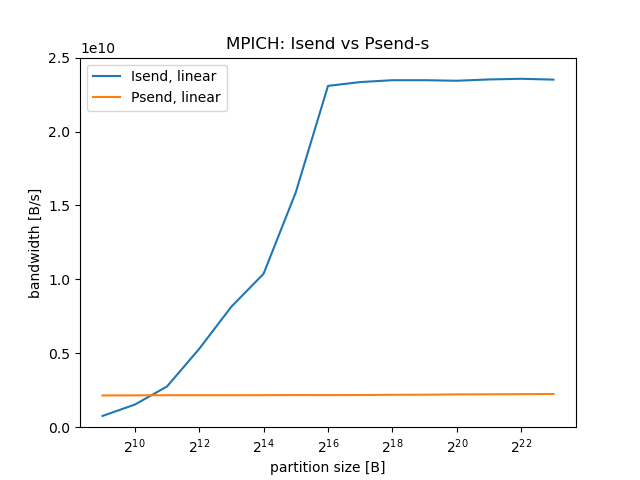 MPICH: Isend vs Psend-s
1e10
2.5
2.0
1.5
1.0
0.5
0.0
Isend, linear
Psend, linear
bandwidth [B/s]
2^10 2^12 2^14 2^16 2^18 2^20 2^22
partition size [B]